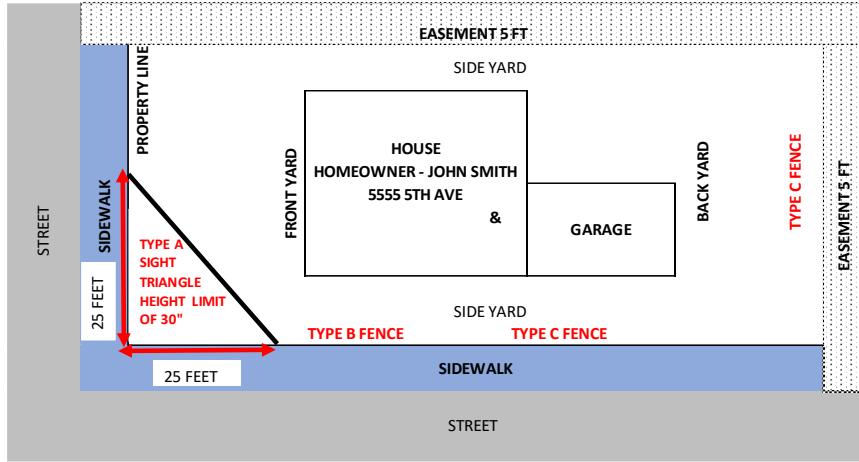 EASEMENT 5 FT
SIDE YARD
PROPERTY LINE
HOUSE
HOMEOWNER - JOHN SMITH
5555 5TH AVE
&
GARAGE
FRONT YARD
BACK YARD
TYPE C FENCE
EASEMENT 5 FT
STREET
SIDEWALK
25 FEET
TYPE A
SIGHT
TRIANGLE
HEIGHT LIMIT
OF 30"
SIDE YARD
TYPE B FENCE
TYPE C FENCE
25 FEET
SIDEWALK
STREET